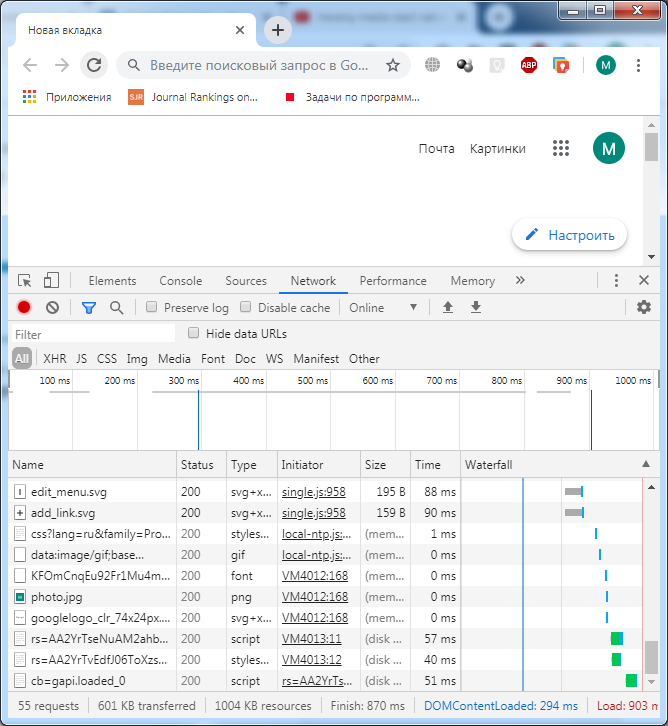 Новая вкладка
Введите поисковый запрос в Go...
ABP
M
Приложения
SJR
Journal Rankings on...
Задачи по программ...
Почта
Картинки
M
Настроить
Elements Console Sources Network Performance Memory
Preserve log Disable cache Online
Filter
Hide data URLs
All XHR JS CSS Img Media Font Doc WS Manifest Other
100 ms 200 ms 300 ms 400 ms 500 ms 600 ms 700 ms 800 ms 900 ms 1000 ms
Name Status Type Initiator Size Time Waterfall
edit_menu.svg 200 svg+x... single.js:958 195 B 88 ms
add_link.svg 200 svg+x... single.js:958 159 B 90 ms
css?lang=ru&family=Pro... 200 styles... local-ntp.js:... (mem... 1 ms
data:image/gif;base... 200 gif local-ntp.js:... (mem... 0 ms
KFOmCnqEu92Fr1Mu4m... 200 font VM4012:168 (mem... 0 ms
photo.jpg 200 png VM4012:168 (mem... 0 ms
googlelogo_clr_74x24px.... 200 svg+x... VM4012:168 (mem... 0 ms
rs=AA2YrTseNuAM2ahb... 200 script VM4013:11 (disk ... 57 ms
rs=AA2YrTvEdfJ06ToXzs... 200 styles... VM4013:12 (disk ... 40 ms
cb=gapi.loaded_0 200 script rs=AA2YrTs... (disk ... 51 ms
55 requests 601 KB transferred 1004 KB resources Finish: 870 ms DOMContentLoaded: 294 ms Load: 903 m